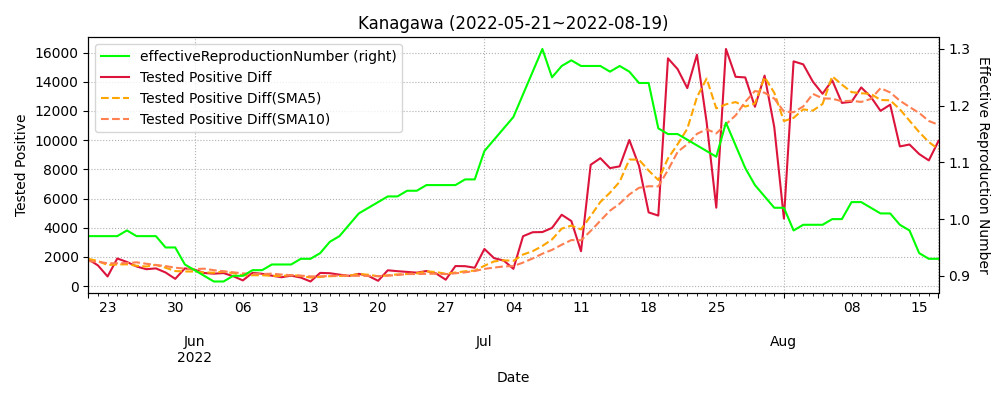 Kanagawa (2022-05-21~2022-08-19)
effectiveReproductionNumber (right)
Tested Positive Diff
Tested Positive Diff(SMA5)
Tested Positive Diff(SMA10)
Tested Positive
16000
14000
12000
10000
8000
6000
4000
2000
0
1.3
1.2
1.1
1.0
0.9
Effective Reproduction Number
23 30 06 13 20 27 04 11 18 25 08 15
Jun Jul Aug
2022
Date